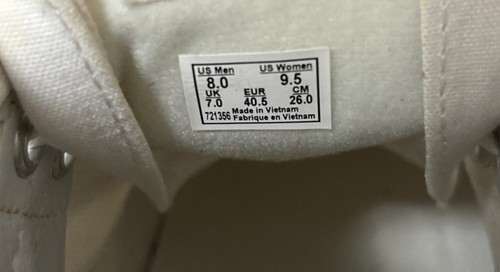 US Men US Women
8.0 9.5
UK EUR CM
7.0 40.5 26.0
721356 Made in Vietnam
Fabrique en Vietnam